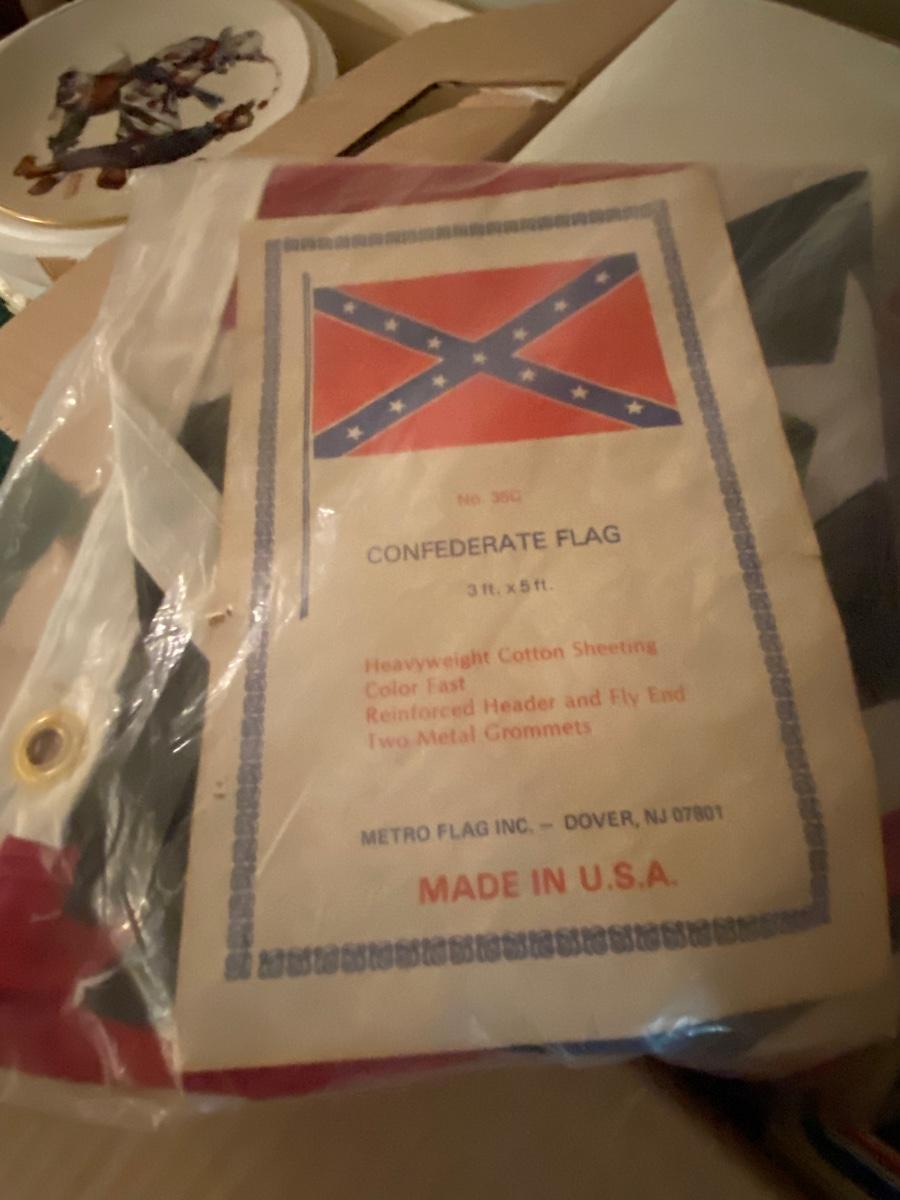 No. 35C
CONFEDERATE FLAG
3 ft. x 5 ft.
Heavyweight Cotton Sheeting
Color Fast
Reinforced Header and Fly End
Two Metal Grommets
METRO FLAG INC. – DOVER, NJ 07801
MADE IN U.S.A.